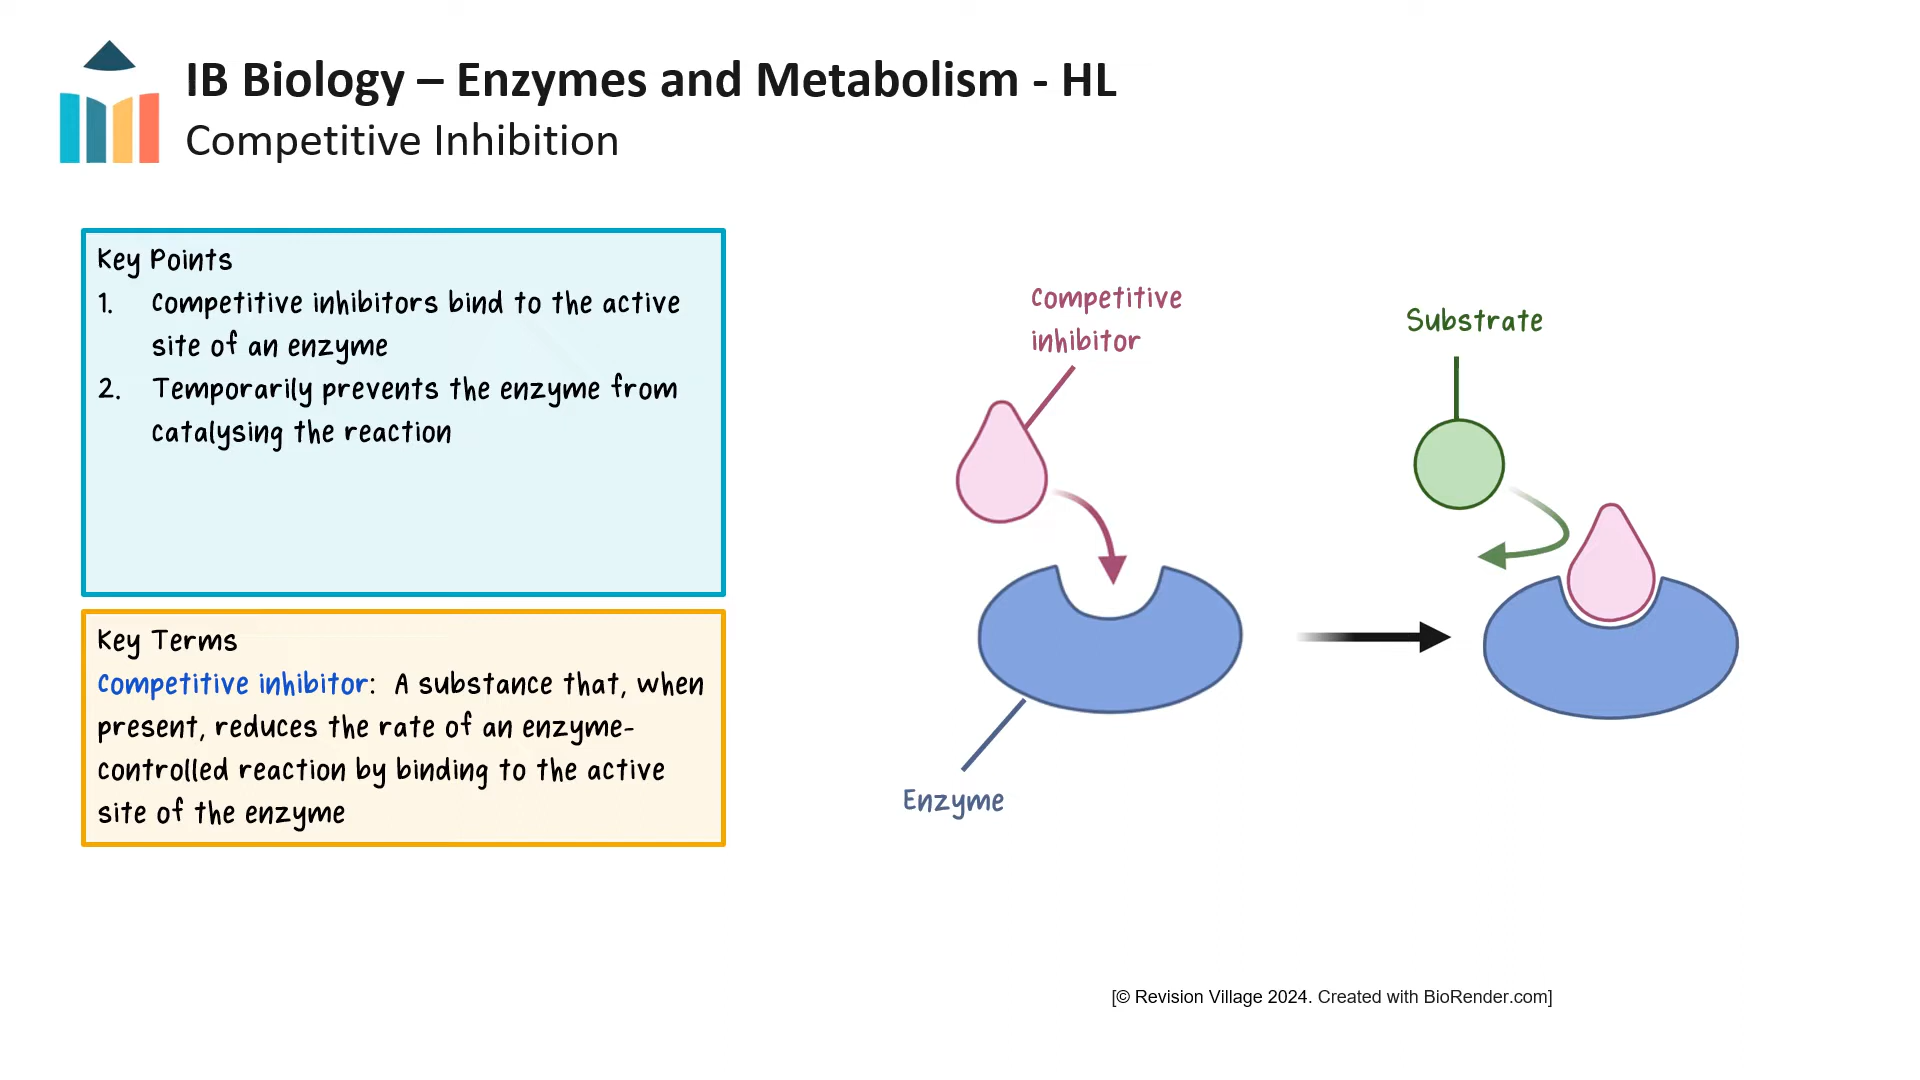 IB Biology – Enzymes and Metabolism - HL
Competitive Inhibition
Key Points
1. Competitive inhibitors bind to the active
site of an enzyme
2. Temporarily prevents the enzyme from
catalysing the reaction
Key Terms
Competitive inhibitor: A substance that, when
present, reduces the rate of an enzyme-
controlled reaction by binding to the active
site of the enzyme
Competitive
inhibitor
Substrate
Enzyme
[© Revision Village 2024. Created with BioRender.com]